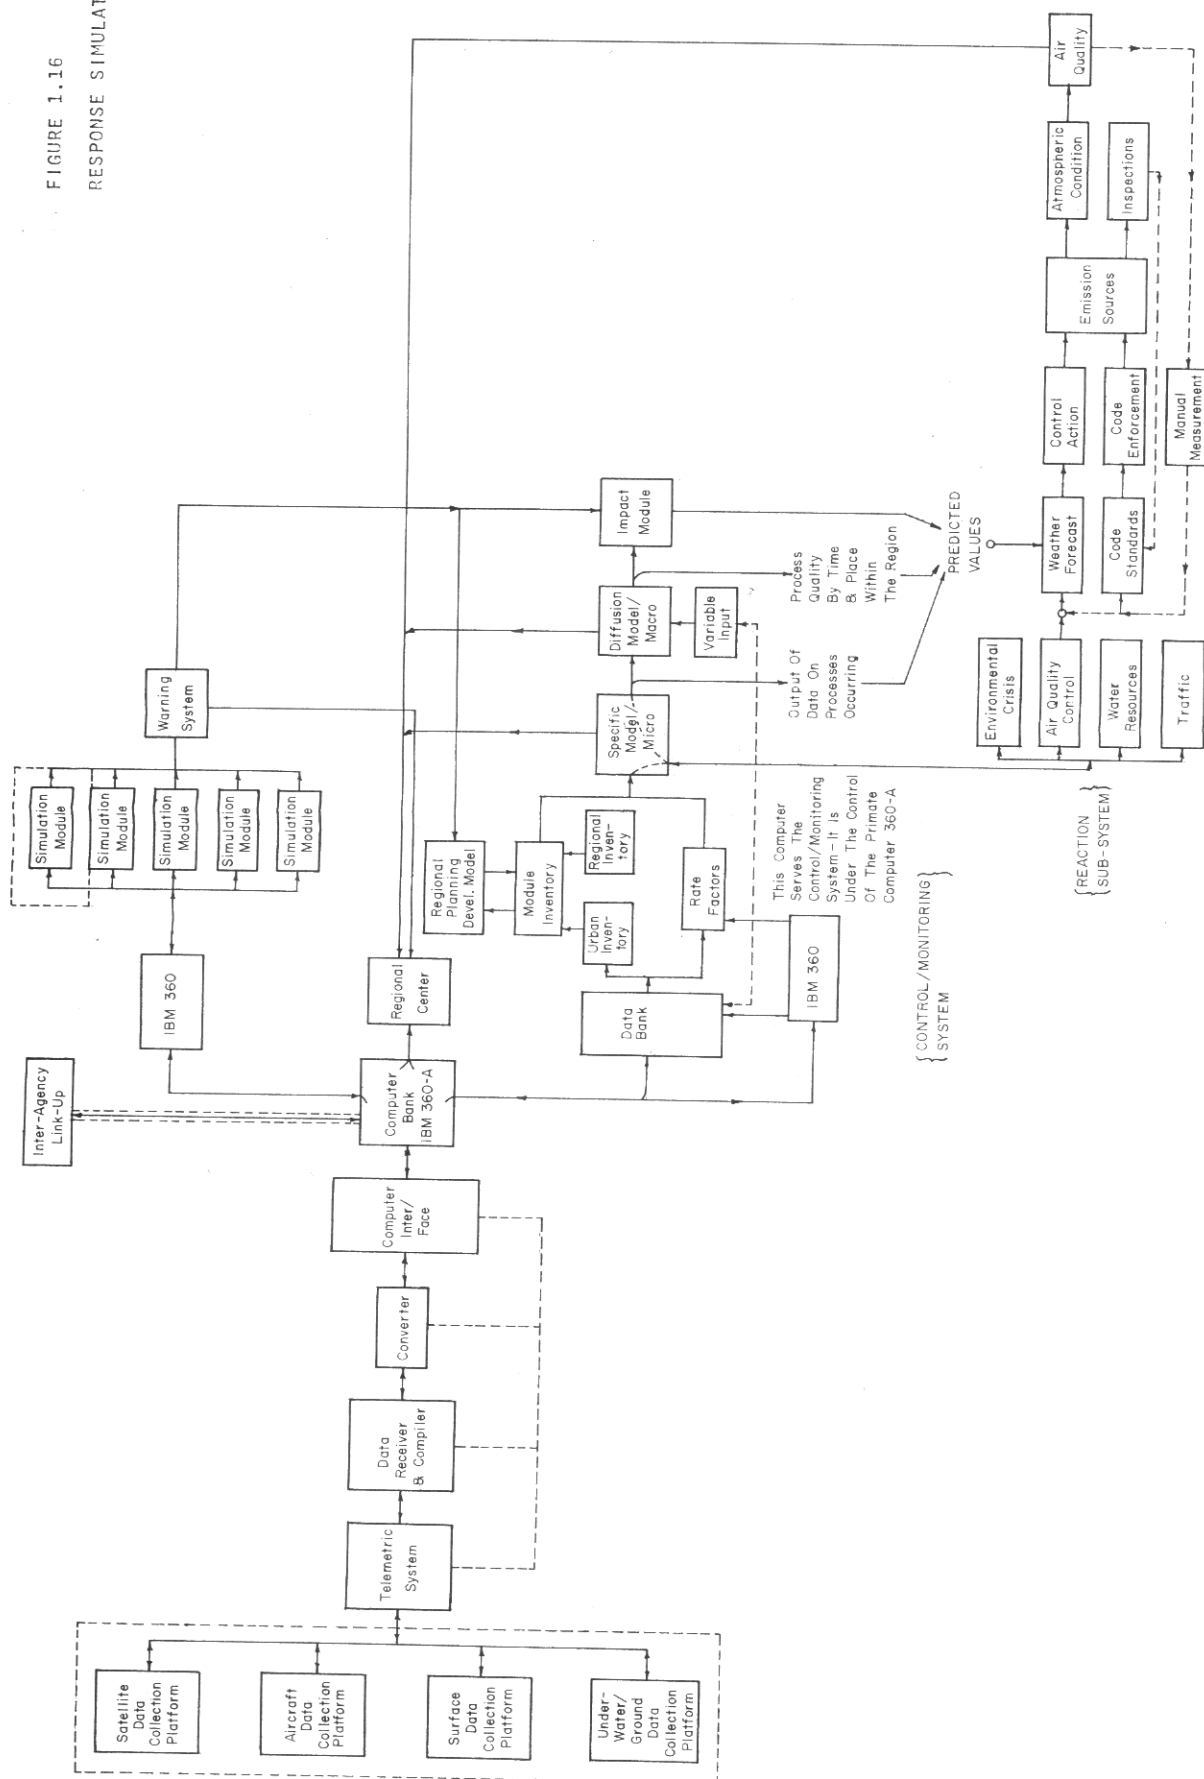 FIGURE 1.16
RESPONSE SIMULAT
Satellite
Data
Collection
Platform
Aircraft
Data
Collection
Platform
Surface
Data
Collection
Platform
Under-
Water/
Ground
Data
Collection
Platform
Telemetric
System
Data
Receiver
& Compiler
Converter
Computer
Inter/
Face
Inter-Agency
Link-Up
Computer
Bank
IBM 360-A
IBM 360
Regional
Center
Simulation
Module
Simulation
Module
Simulation
Module
Simulation
Module
Simulation
Module
Warning
System
Regional
Planning
Devel. Model
Module
Inventory
Urban
Inven-
tory
Regional
Inven-
tory
Data
Bank
Rate
Factors
IBM 360
This Computer
Serves The
Control/Monitoring
System-It Is
Under The Control
Of The Primate
Computer 360-A
{CONTROL/MONITORING}
SYSTEM
Specific
Model/
Micro
Diffusion
Model/
Macro
Variable
Input
Impact
Module
Output Of
Data On
Processes
Occurring
Process
Quality
By Time
& Place
Within
The Region
PREDICTED
VALUES
{REACTION
SUB-SYSTEM}
Environmental
Crisis
Air Quality
Control
Water
Resources
Traffic
Weather
Forecast
Code
Standards
Control
Action
Code
Enforcement
Manual
Measurement
Emission
Sources
Atmospheric
Condition
Inspections
Air
Quality